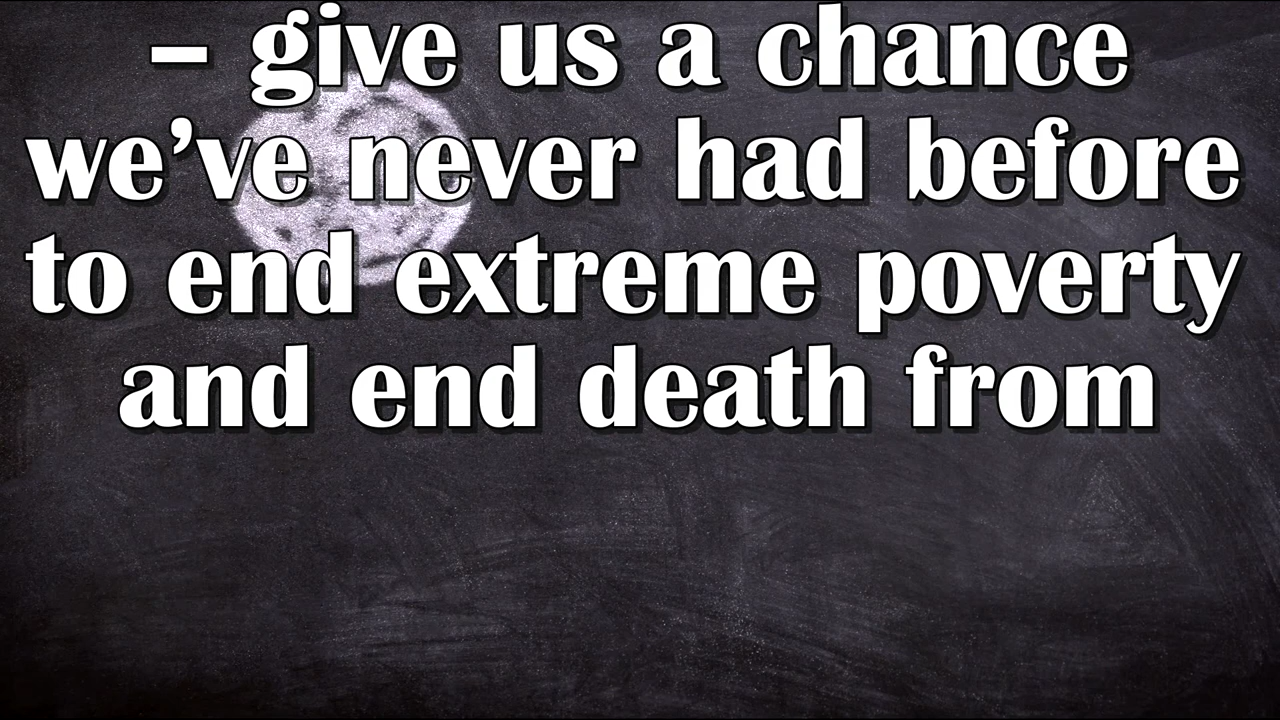 – give us a chance
we’ve never had before
to end extreme poverty
and end death from